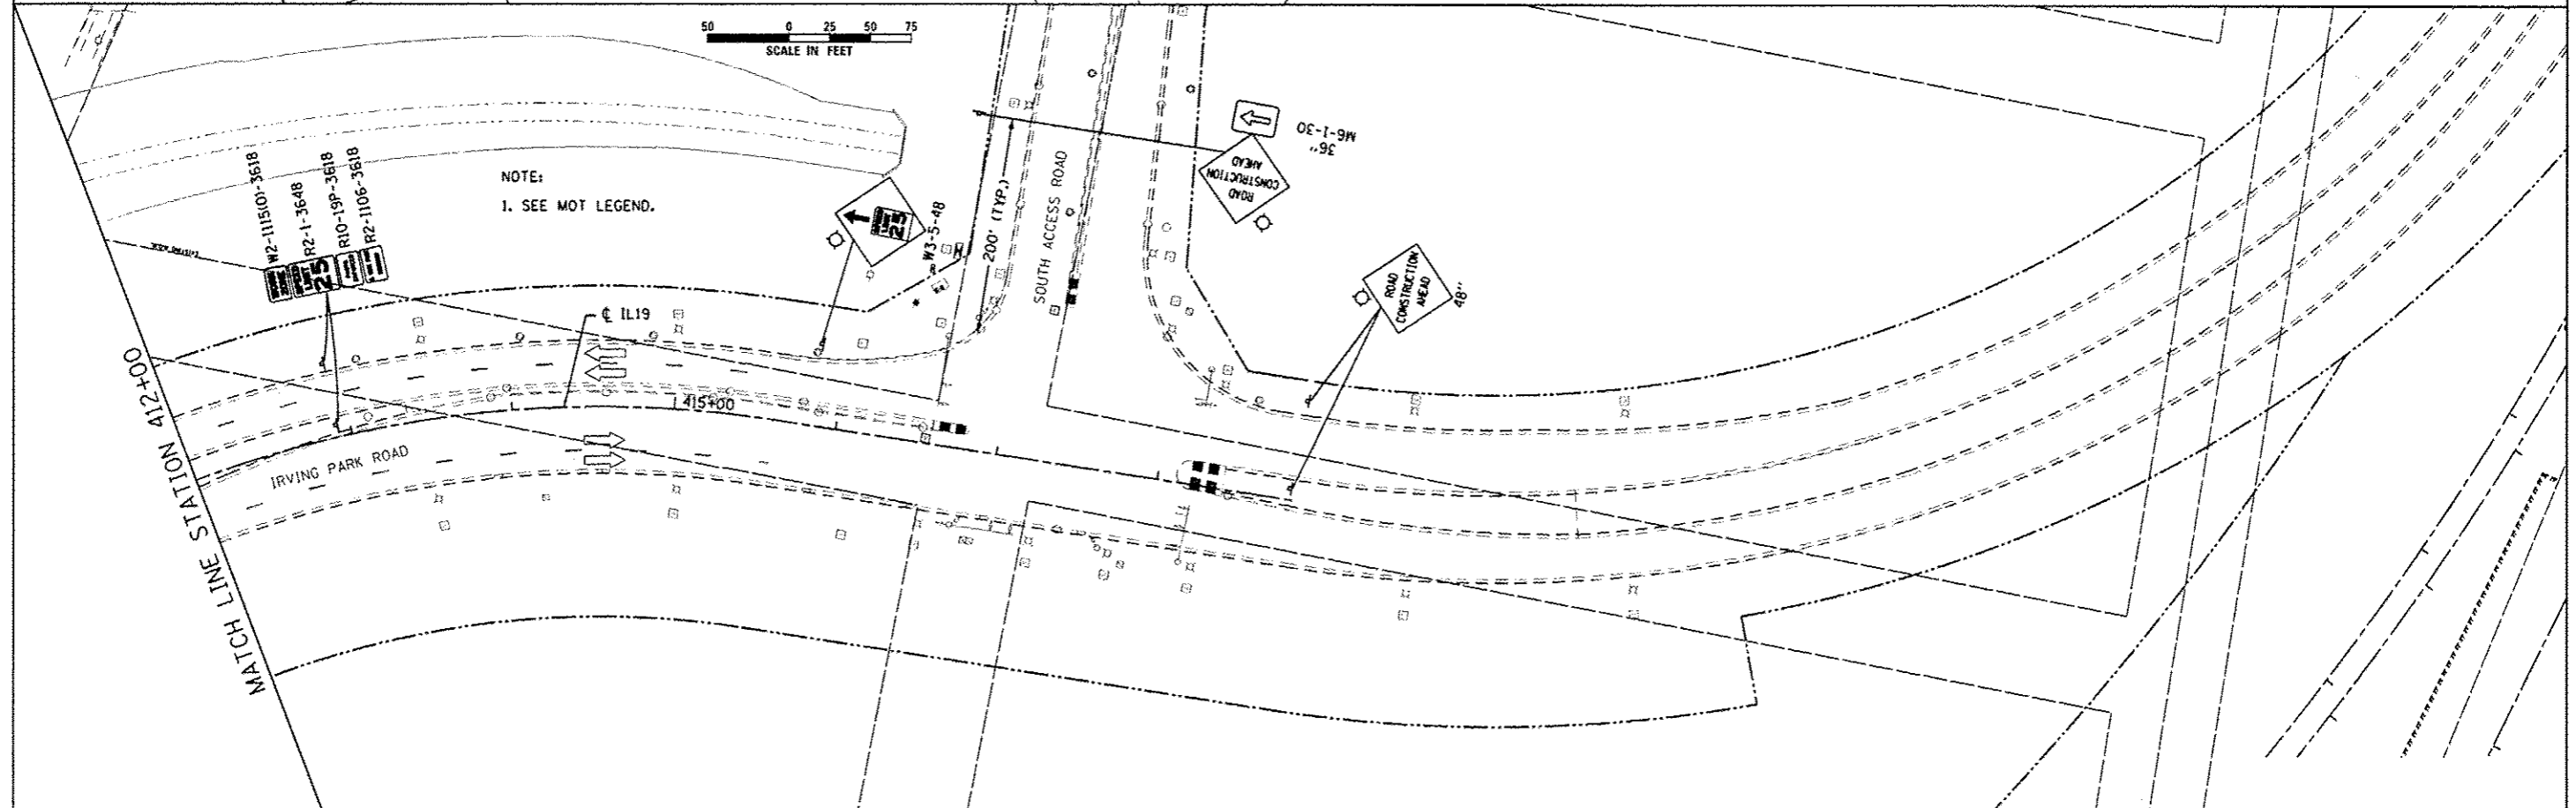 50 0 25 50 75
SCALE IN FEET
NOTE:
1. SEE MOT LEGEND.
W2-1115(O)-3618
R2-1-3648
R10-19P-3618
R2-1106-3618
25
25
W3-5-48
200' (TYP.)
SOUTH ACCESS ROAD
M6-1-30
36"
ROAD
CONSTRUCTION
AHEAD
ROAD
CONSTRUCTION
AHEAD
48"
℄ IL19
415+00
IRVING PARK ROAD
MATCH LINE STATION 412+00